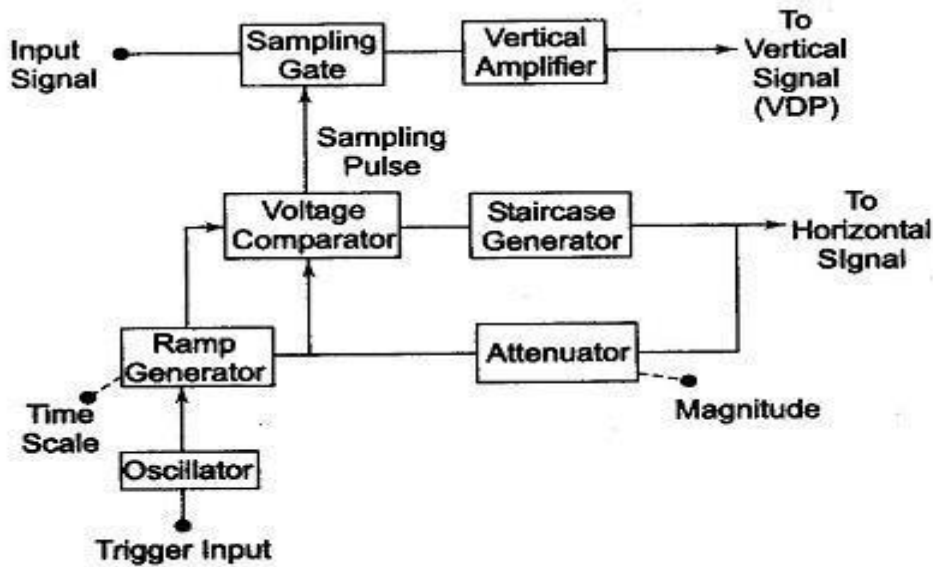 Input
Signal
Sampling
Gate
Vertical
Amplifier
To
Vertical
Signal
(VDP)
Sampling
Pulse
Voltage
Comparator
Staircase
Generator
To
Horizontal
SIgnal
Ramp
Generator
Attenuator
Time
Scale
Magnitude
Oscillator
Trigger Input